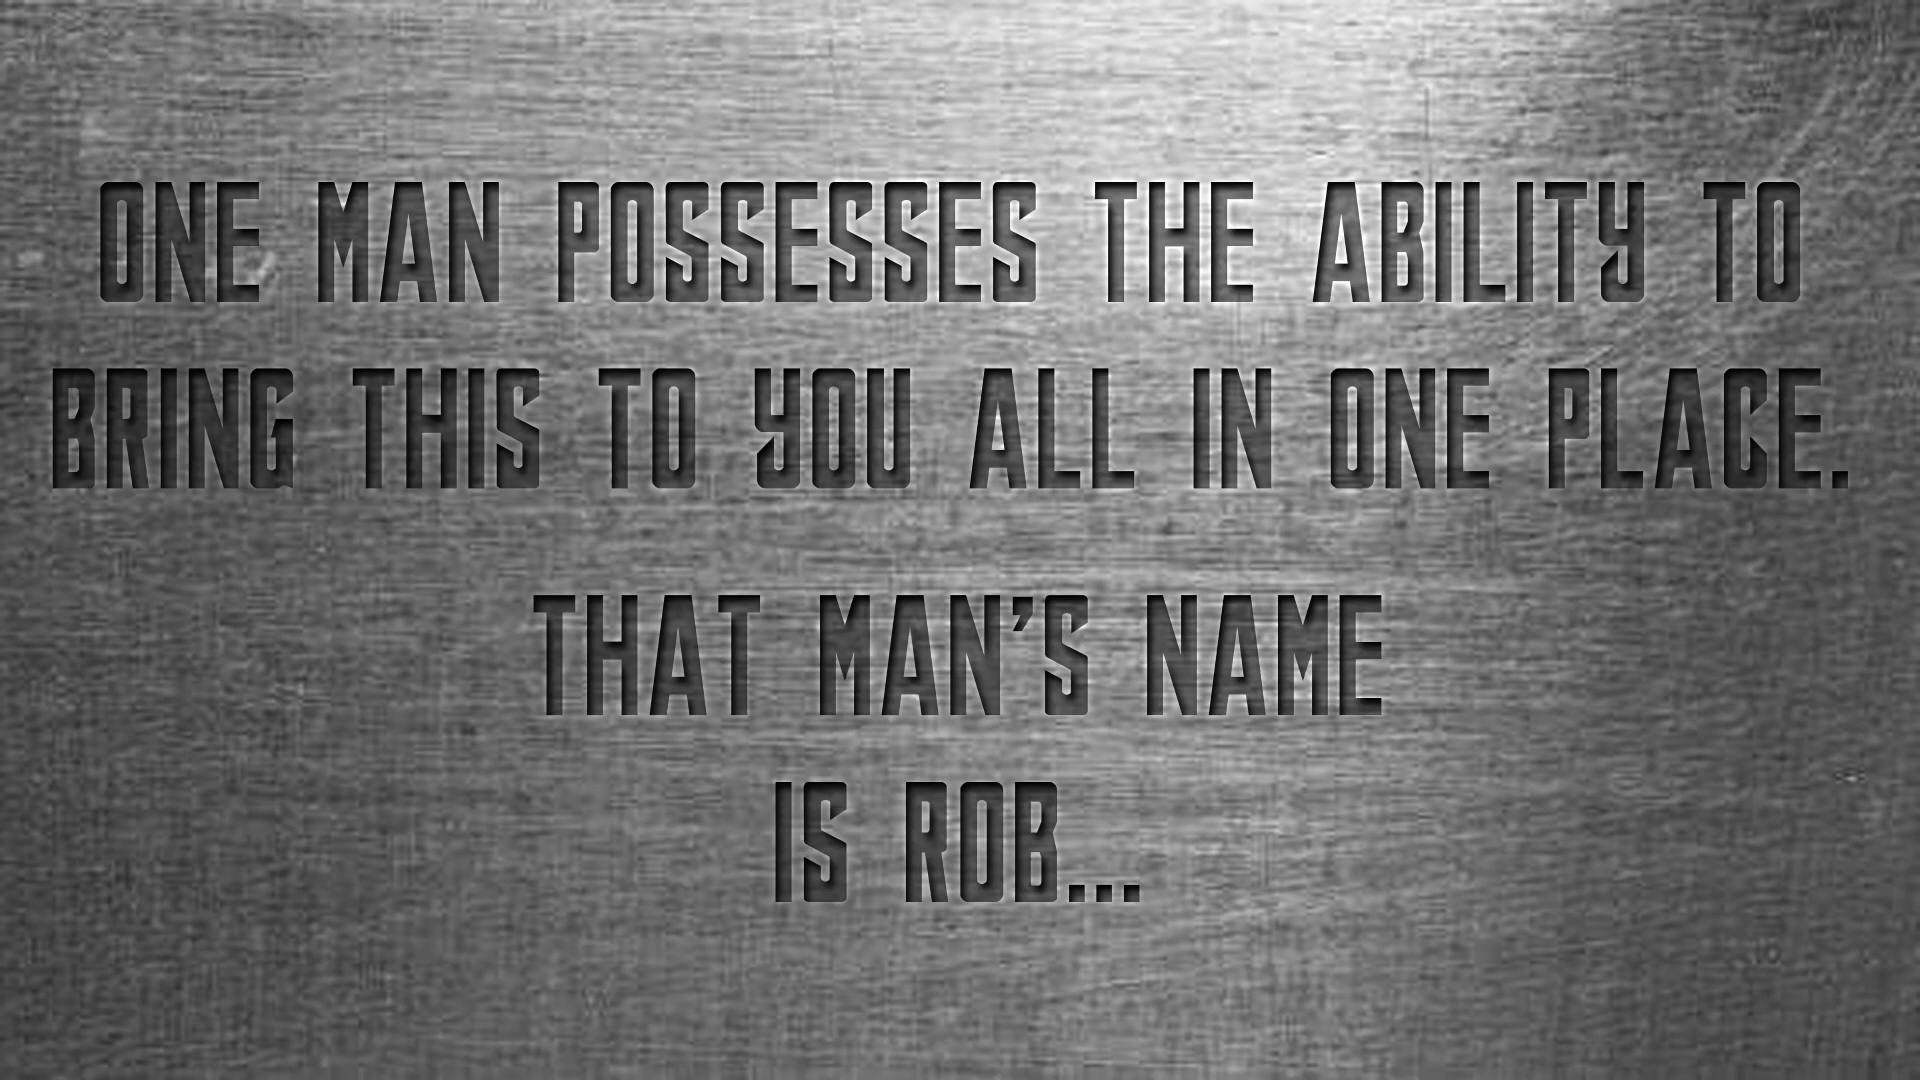 ONE MAN POSSESSES THE ABILITY TO
BRING THIS TO YOU ALL IN ONE PLACE.
THAT MAN'S NAME
IS ROB...